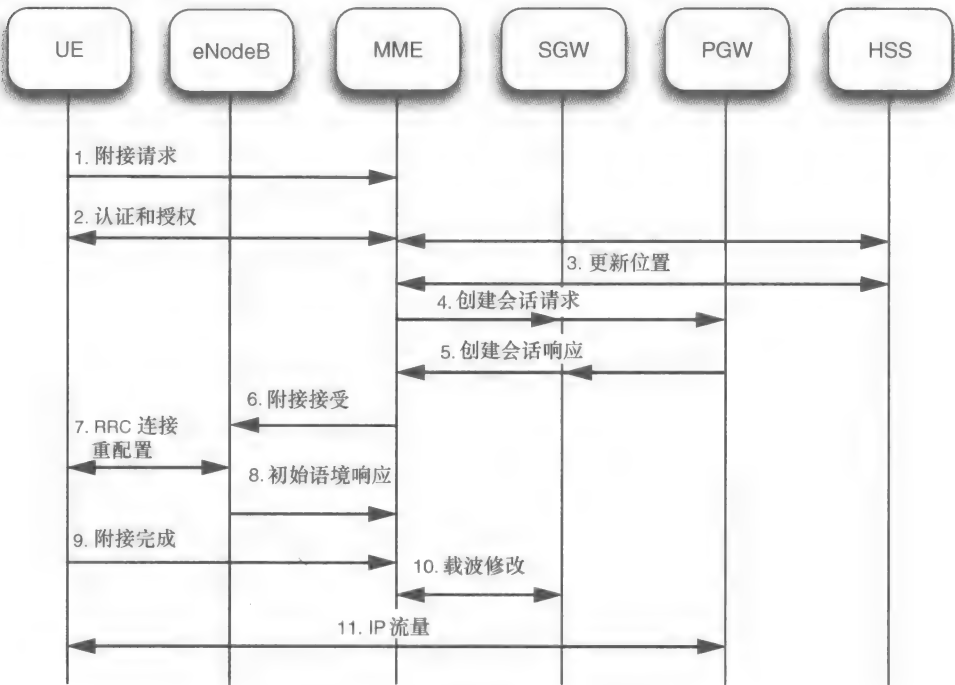 UE
eNodeB
MME
SGW
PGW
HSS
1. 附接请求
2. 认证和授权
3. 更新位置
4. 创建会话请求
5. 创建会话响应
6. 附接接受
7. RRC 连接
重配置
8. 初始语境响应
9. 附接完成
10. 载波修改
11. IP 流量